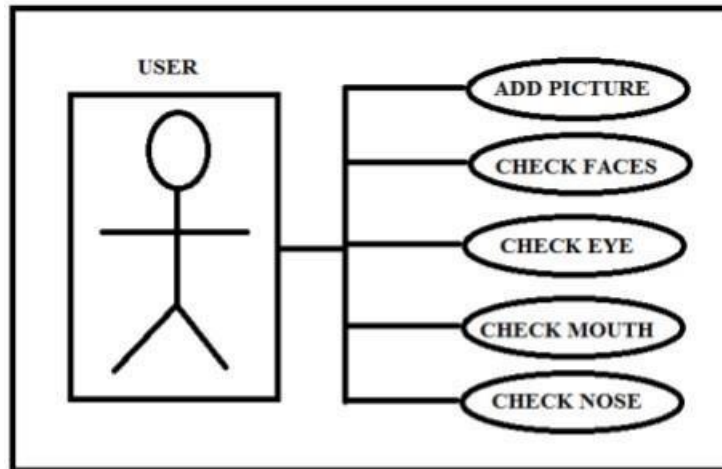 USER
ADD PICTURE
CHECK FACES
CHECK EYE
CHECK MOUTH
CHECK NOSE